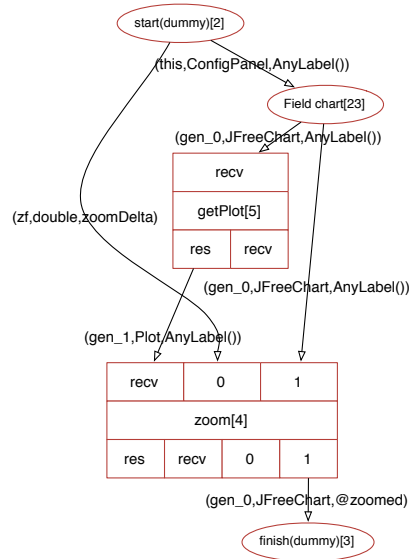 start(dummy)[2]
(this,ConfigPanel,AnyLabel())
Field chart[23]
(gen_0,JFreeChart,AnyLabel())
recv
getPlot[5]
res recv
(zf,double,zoomDelta)
(gen_0,JFreeChart,AnyLabel())
(gen_1,Plot,AnyLabel())
recv 0 1
zoom[4]
res recv 0 1
(gen_0,JFreeChart,@zoomed)
finish(dummy)[3]